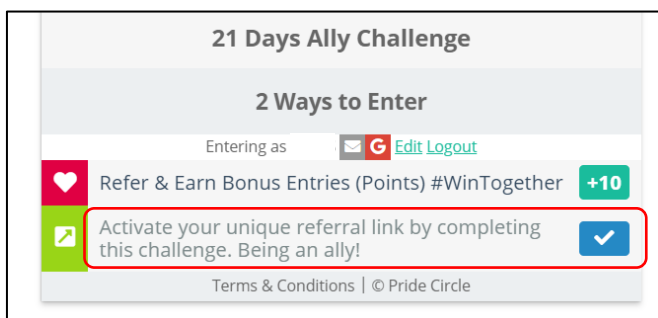 21 Days Ally Challenge
2 Ways to Enter
Entering as G Edit Logout
Refer & Earn Bonus Entries (Points) #WinTogether +10
Activate your unique referral link by completing
this challenge. Being an ally!
Terms & Conditions | © Pride Circle